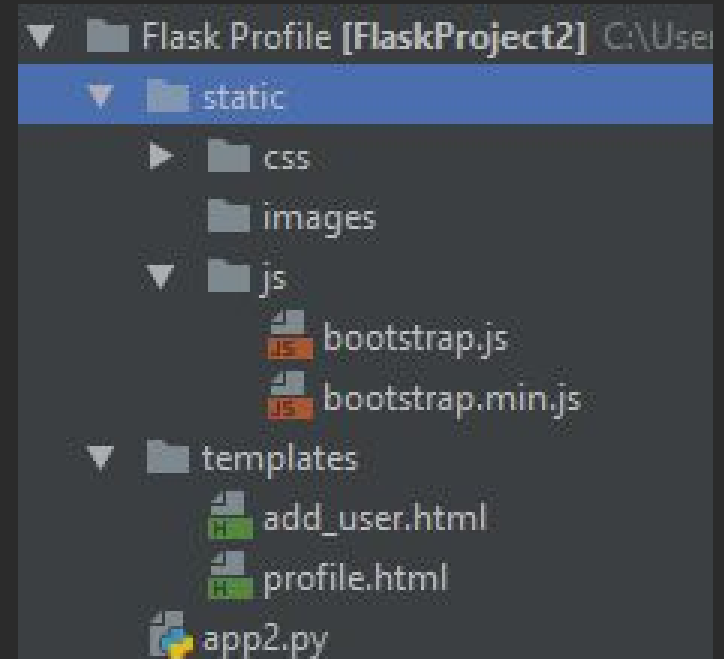 Flask Profile [FlaskProject2] C:\User
static
css
images
js
JS bootstrap.js
JS bootstrap.min.js
templates
H add_user.html
H profile.html
app2.py